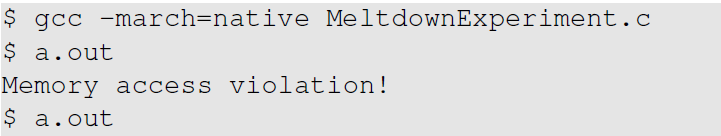 $ gcc -march=native MeltdownExperiment.c
$ a.out
Memory access violation!
$ a.out